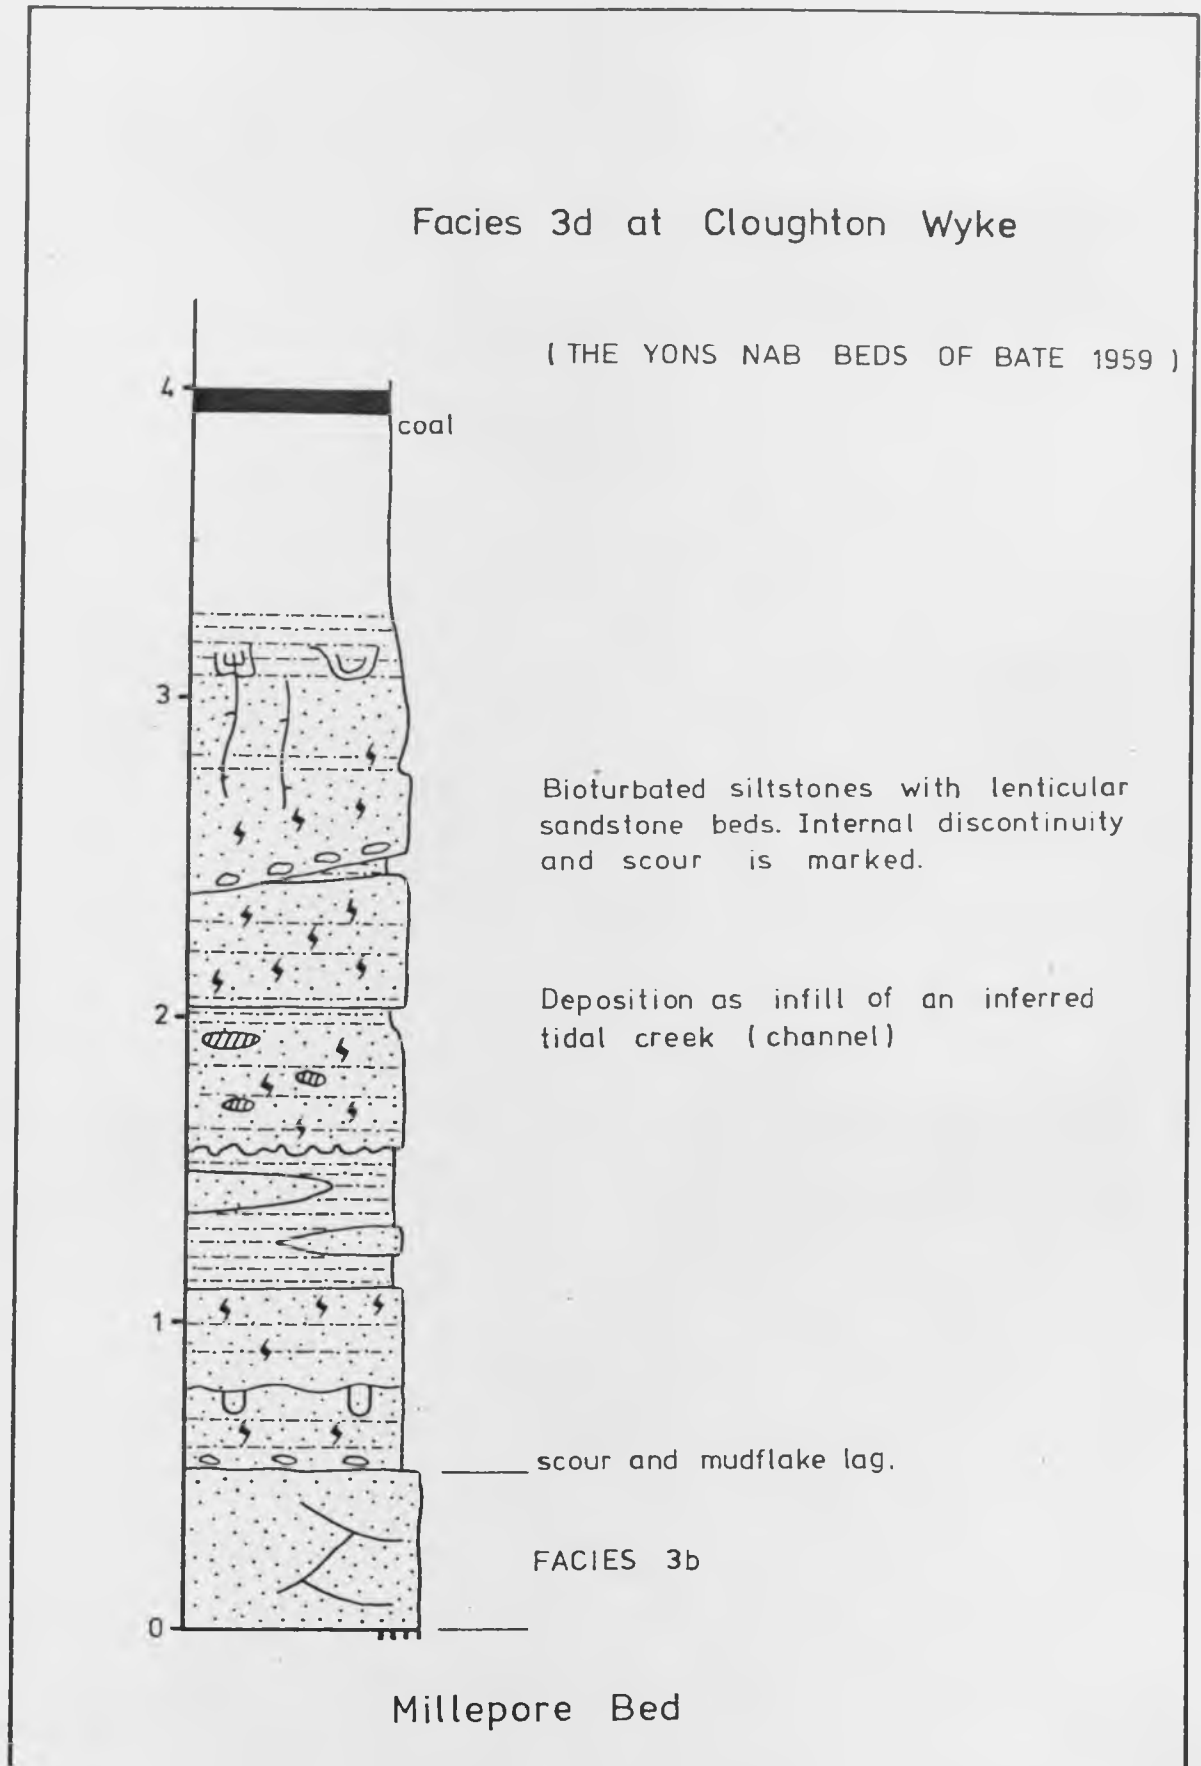 Facies 3d at Cloughton Wyke
( THE YONS NAB BEDS OF BATE 1959 )
4
coal
3
Bioturbated siltstones with lenticular
sandstone beds. Internal discontinuity
and scour is marked.
2
Deposition as infill of an inferred
tidal creek ( channel )
1
scour and mudflake lag.
FACIES 3b
0
Millepore Bed